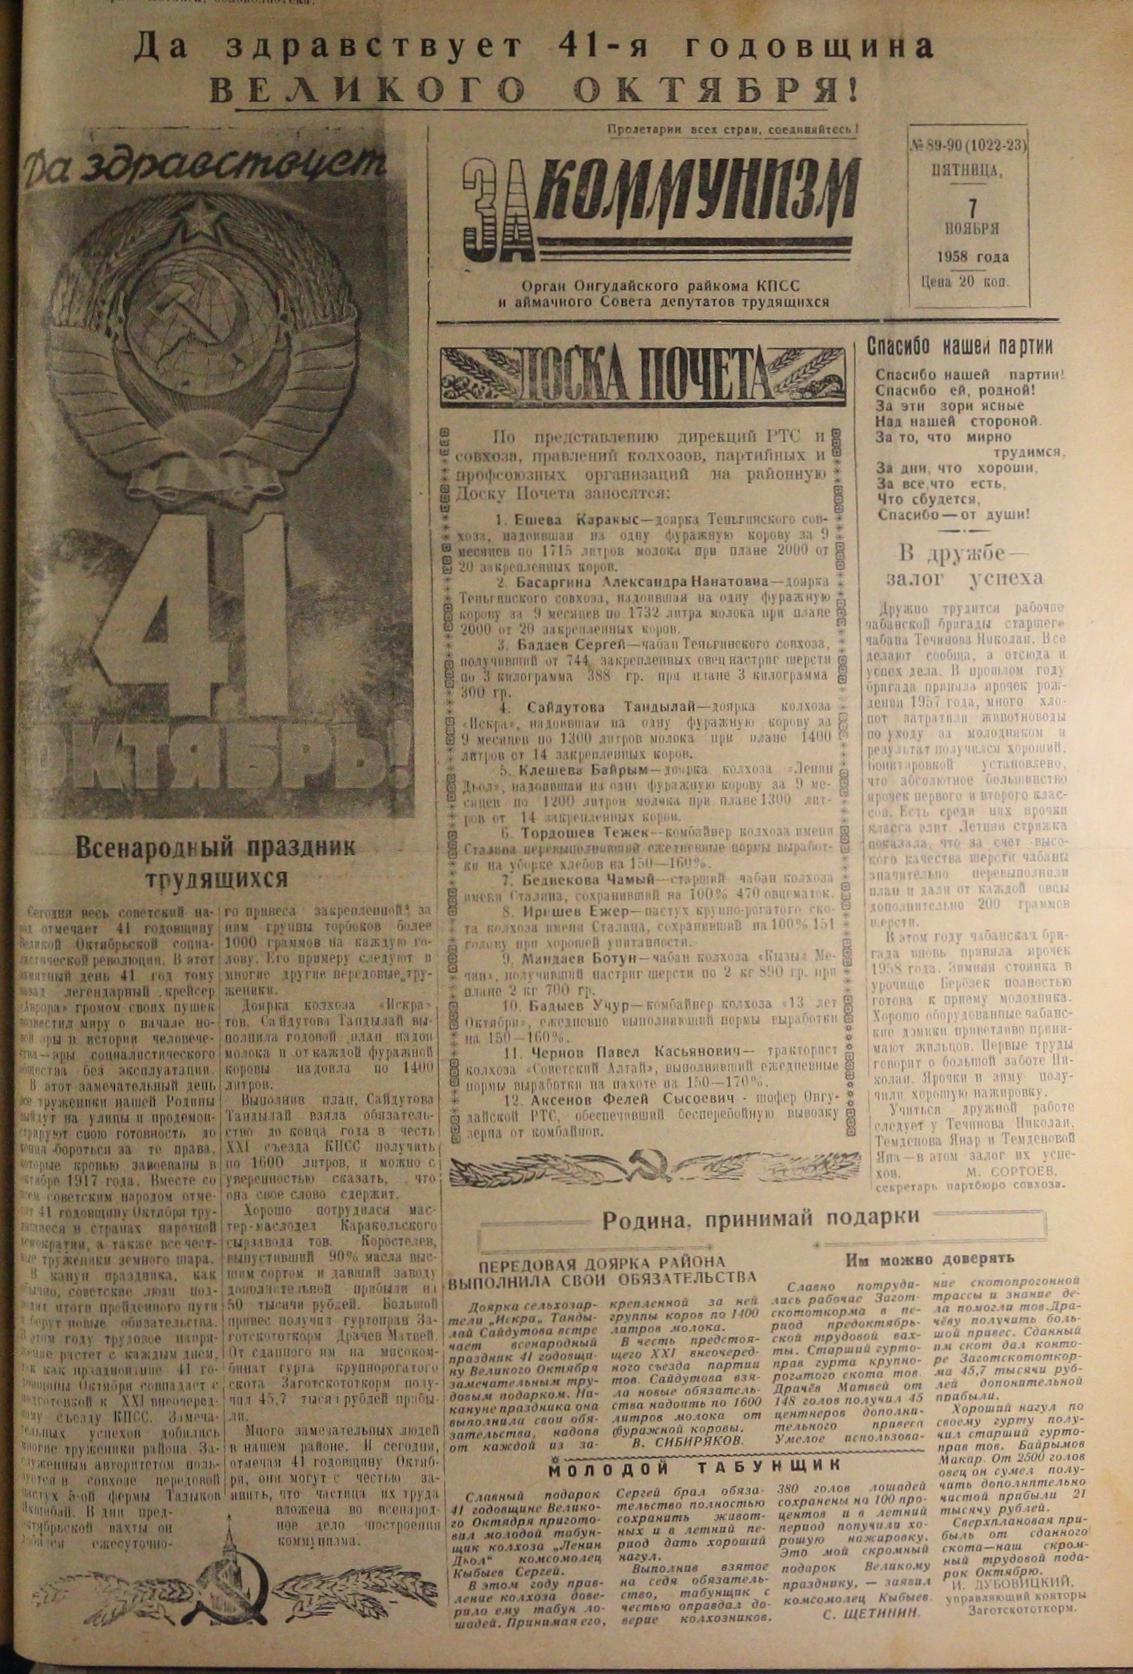 Да здравствует 41-я годовщина
ВЕЛИКОГО ОКТЯБРЯ!
Да здравствует
41
ОКТЯБРЬ!
Пролетарии всех стран, соединяйтесь!
ЗА КОММУНИЗМ
Орган Онгудайского райкома КПСС
и аймачного Совета депутатов трудящихся
№ 89-90 (1022-23)
ПЯТНИЦА,
7
НОЯБРЯ
1958 года
Цена 20 коп.
Всенародный праздник
трудящихся
Сегодня весь советский на-
отмечает 41 годовщину
Октябрьской социа-
революции. В этот
день 41 год тому
легендарный крейсер
громом своих пушек
миру о начале но-
эры в истории человече-
эры социалистического
без эксплуатации.
В этот замечательный день
труженики нашей Родины
на улицы и продемон-
свою готовность до
бороться за те права,
кровью завоеваны в
1917 года. Вместе со
советским народом отме-
41 годовщину Октября тру-
в странах народной
а также все чест-
труженики земного шара.
В канун праздника, как
советские люди под-
итоги пройденного пути
новые обязательства.
году трудовое напря-
растет с каждым днем,
как празднование 41 го-
Октября совпадает с
к XXI внеочеред-
съезду КПСС. Замеча-
успехов добились
труженики района. За-
авторитетом поль-
в совхозе передовой
5-ой фермы Тадыков
В дни пред-
вахты он
ежесуточно-
го привеса закрепленной за
ним группы торбоков более
1000 граммов на каждую го-
лову. Его примеру следуют и
многие другие передовые тру-
женики.
Доярка колхоза «Искра»
тов. Сайдутова Тандылай вы-
полнила годовой план надоя
молока и от каждой фуражной
коровы надоила по 1400
литров.
Выполнив план, Сайдутова
Тандылай взяла обязатель-
ство до конца года в честь
XXI съезда КПСС получить
по 1600 литров, и можно с
уверенностью сказать, что
она свое слово сдержит.
Хорошо потрудился мас-
тер-маслодел Каракольского
сырзавода тов. Коростелев,
выпустивший 90% масла выс-
шим сортом и давший заводу
дополнительной прибыли на
50 тысячи рублей. Большой
привес получил гуртоправ За-
готскототкорм Драчев Матвей.
От сданного им на мясоком-
бинат гурта крупнорогатого
скота Заготскототкорм полу-
чил 45,7 тысяч рублей прибы-
ли.
Много замечательных людей
в нашем районе. И сегодня,
отмечая 41 годовщину Октяб-
ря, они могут с честью за-
явить, что частица их труда
вложена во всенарод-
ное дело построения
коммунизма.
ДОСКА ПОЧЕТА
По представлению дирекций РТС и
совхоза, правлений колхозов, партийных и
профсоюзных организаций на районную
Доску Почета заносятся:
1. Ешева Каракыс—доярка Теньгинского сов-
хоза, надоившая на одну фуражную корову за 9
месяцев по 1715 литров молока при плане 2000 от
20 закрепленных коров.
2. Басаргина Александра Нанатовна—доярка
Теньгинского совхоза, надоившая на одну фуражную
корову за 9 месяцев по 1732 литра молока при плане
2000 от 20 закрепленных коров.
3. Бадаев Сергей—чабан Теньгинского совхоза,
получивший от 744 закрепленных овец настриг шерсти
по 3 килограмма 388 гр. при плане 3 килограмма
300 гр.
4. Сайдутова Тандылай—доярка колхоза
«Искра», надоившая на одну фуражную корову за
9 месяцев по 1300 литров молока при плане 1400
литров от 14 закрепленных коров.
5. Клешева Байрым—доярка колхоза «Ленин
Дьол», надоившая на одну фуражную корову за 9 ме-
сяцев по 1200 литров молока при плане 1300 лит-
ров от 14 закрепленных коров.
6. Тордошев Тежек—комбайнер колхоза имени
Сталина перевыполнивший ежедневные нормы выработ-
ки на уборке хлебов на 150—160%.
7. Беднекова Чамый—старший чабан колхоза
имени Сталина, сохранивший на 100% 470 овцематок.
8. Иршев Ежер—пастух крупно-рогатого ско-
та колхоза имени Сталина, сохранивший на 100% 151
голову при хорошей упитанности.
9. Мандаев Ботун—чабан колхоза «Кызыл Ме-
чин», получивший настриг шерсти по 2 кг 890 гр. при
плане 2 кг 700 гр.
10. Бадыев Учур—комбайнер колхоза «13 лет
Октября», ежедневно выполняющий нормы выработки
на 150—160%.
11. Чернов Павел Касьянович— тракторист
колхоза «Советский Алтай», выполнивший ежедневные
нормы выработки на пахоте на 150—170%.
12. Аксенов Фелей Сысоевич - шофер Онгу-
дайской РТС, обеспечивший бесперебойную вывозку
зерна от комбайнов.
Спасибо нашей партии
Спасибо нашей партии!
Спасибо ей, родной!
За эти зори ясные
Над нашей стороной.
За то, что мирно
трудимся,
За дни, что хороши,
За все, что есть,
Что сбудется,
Спасибо—от души!
В дружбе—
залог успеха
Дружно трудится рабочие
чабанской бригады старшего
чабана Течинова Николая. Все
делают сообща, а отсюда и
успех дела. В прошлом году
бригада приняла ярочек рож-
дения 1957 года, много хло-
пот затратили животноводы
по уходу за молодняком и
результат получился хороший.
Бонитировкой установлено,
что абсолютное большинство
ярочек первого и второго клас-
сов. Есть среди них ярочки
класса элит. Летняя стрижка
показала, что за счет высо-
кого качества шерсти чабаны
значительно перевыполнили
план и дали от каждой овцы
дополнительно 200 граммов
шерсти.
В этом году чабанская бри-
гада вновь приняла ярочек
1958 года. Зимняя стоянка в
урочище Березек полностью
готова к приему молодняка.
Хорошо оборудованные чабанс-
кие домики приветливо прини-
мают жильцов. Первые труды
говорит о большой заботе Ни-
колая. Ярочки в зиму полу-
чили хорошую нажировку.
Учиться дружной работе
следует у Течинова Николая,
Темденова Янар и Темденовой
Яна—в этом залог их успе-
хов. М. СОРТОЕВ,
секретарь партбюро совхоза.
Родина, принимай подарки
ПЕРЕДОВАЯ ДОЯРКА РАЙОНА
ВЫПОЛНИЛА СВОИ ОБЯЗАТЕЛЬСТВА
Доярка сельхозар-
тели „Искра" Танды-
лай Сайдутова встре
чает всенародный
праздник 41 годовщи-
ну Великого Октября
замечательным тру-
довым подарком. На-
кануне праздника она
выполнила свои обя-
зательства, надоив
от каждой из за-
крепленной за ней
группы коров по 1400
литров молока.
В честь предстоя-
щего XXI внеочеред-
ного съезда партии
тов. Сайдутова взя-
ла новые обязатель-
ства надоить по 1600
литров молока от
фуражной коровы.
В. СИБИРЯКОВ.
Им можно доверять
Славно потруди-
лись рабочие Загот-
скототкорма в пе-
риод предоктябрь-
ской трудовой вах-
ты. Старший гурто-
прав гурта крупно-
рогатого скота тов.
Драчёв Матвей от
148 голов получил 45
центнеров дополни-
тельного привеса
Умелое использова-
ние скотопрогонной
трассы и знание де-
ла помогли тов. Дра-
чёву получить боль-
шой привес. Сданный
им скот дал конто-
ре Заготскототкор-
ма 45,7 тысячи руб-
лей допонительной
прибыли.
Хороший нагул по
своему гурту полу-
чил старший гурто-
прав тов. Байрымов
Макар. От 2500 голов
овец он сумел полу-
чить дополнительно
чистой прибыли 21
тысячу рублей.
Сверхплановая при-
быль от сданного
скота—наш скром-
ный трудовой пода-
рок Октябрю.
И. ДУБОВИЦКИЙ,
управляющий конторы
Заготскототкорм.
МОЛОДОЙ ТАБУНЩИК
Славный подарок
41 годовщине Велико-
го Октября пригото-
вил молодой табун-
щик колхоза „Ленин
Дьол" комсомолец
Кыбыев Сергей.
В этом году прав-
ление колхоза дове-
рило ему табун ло-
шадей. Принимая его,
Сергей брал обяза-
тельство полностью
сохранить живот-
ных и в летний пе-
риод дать хороший
нагул.
Выполнив взятое
на себя обязатель-
ство, табунщик с
честью оправдал до-
верие колхозников.
380 голов лошадей
сохранены на 100 про-
центов и в летний
период получили хо-
рошую нажировку.
Это мой скромный
подарок Великому
празднику, — заявил
комсомолец Кыбыев
С. ЩЕТИНИН.